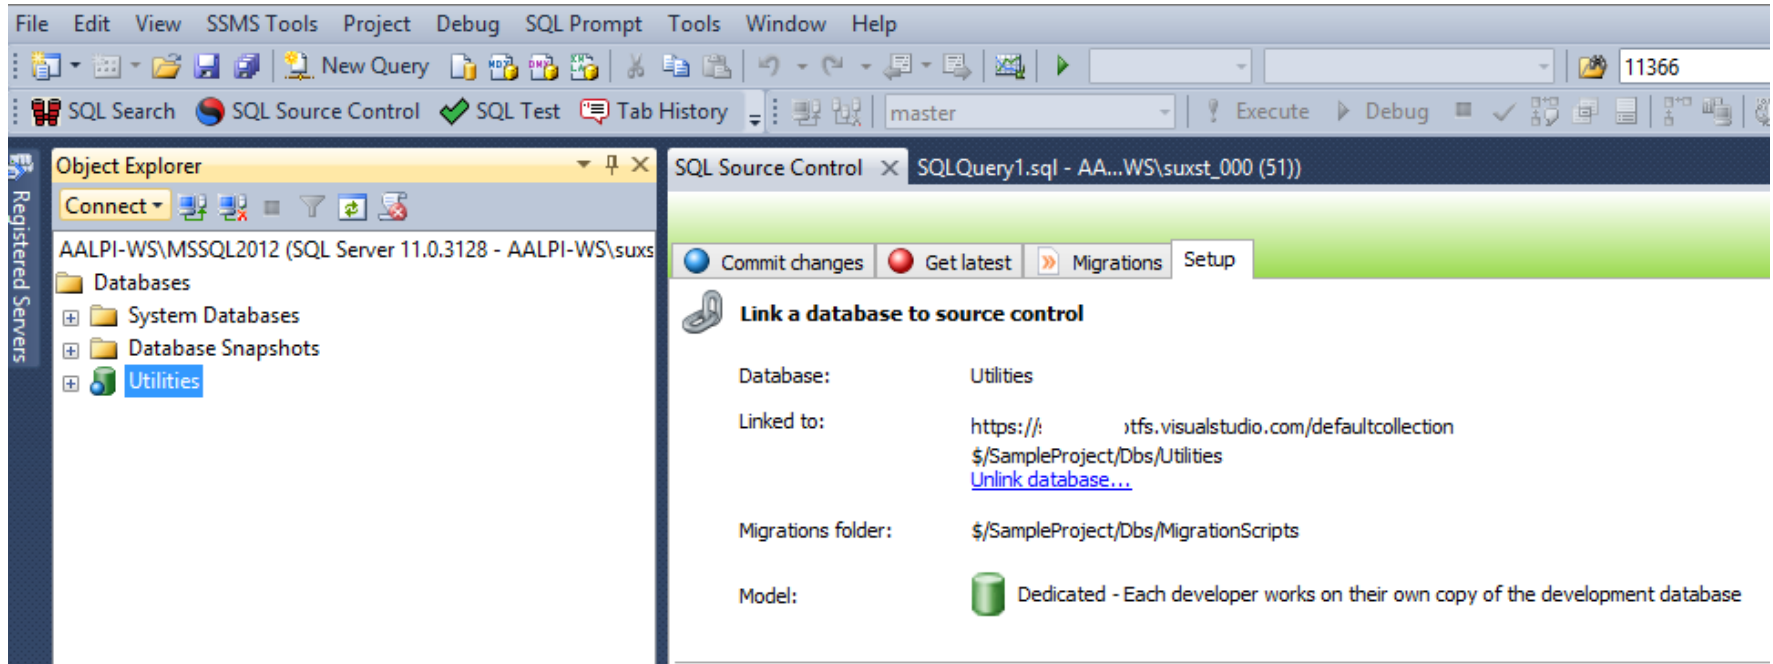 File Edit View SSMS Tools Project Debug SQL Prompt Tools Window Help
New Query 11366
SQL Search SQL Source Control SQL Test Tab History master Execute Debug
Registered Servers
Object Explorer
Connect
AALPI-WS\MSSQL2012 (SQL Server 11.0.3128 - AALPI-WS\suxs
Databases
System Databases
Database Snapshots
Utilities
SQL Source Control SQLQuery1.sql - AA...WS\suxst_000 (51))
Commit changes Get latest Migrations Setup
Link a database to source control
Database: Utilities
Linked to: https:// tfs.visualstudio.com/defaultcollection
$/SampleProject/Dbs/Utilities
Unlink database...
Migrations folder: $/SampleProject/Dbs/MigrationScripts
Model: Dedicated - Each developer works on their own copy of the development database